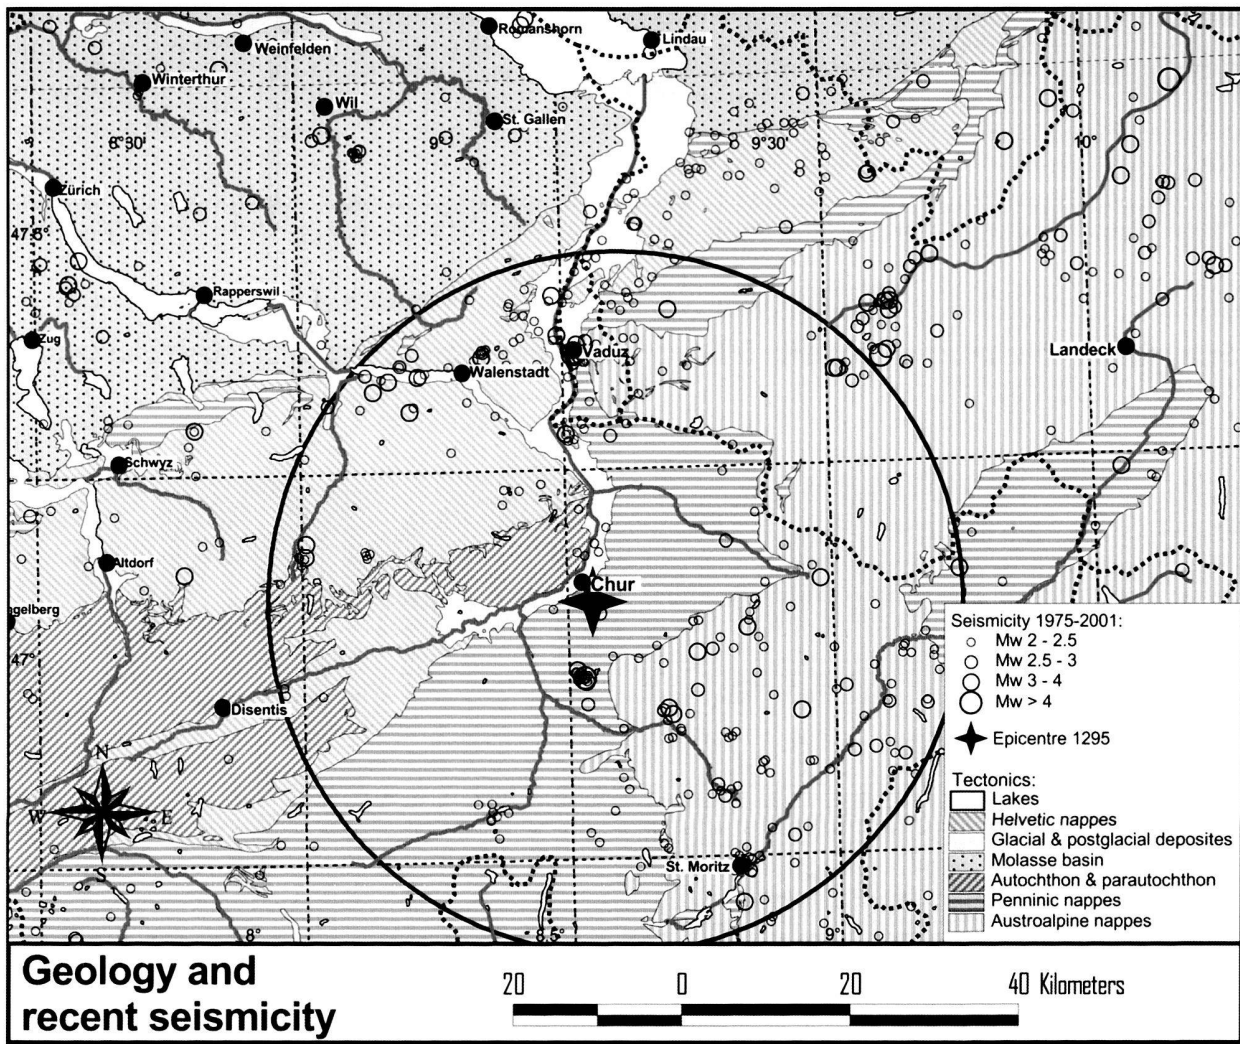 Romanshorn
Lindau
Weinfelden
Winterthur
Wil
St. Gallen
8°30'
9°
9°30'
10°
Zürich
47.5°
Rapperswil
Zug
Vaduz
Landeck
Walenstadt
Schwyz
Altdorf
Chur
ngelberg
47°
Disentis
N
W E
S
St. Moritz
8°
8.5°
9°
Seismicity 1975-2001:
Mw 2 - 2.5
Mw 2.5 - 3
Mw 3 - 4
Mw > 4
Epicentre 1295
Tectonics:
Lakes
Helvetic nappes
Glacial & postglacial deposites
Molasse basin
Autochthon & parautochthon
Penninic nappes
Austroalpine nappes
Geology and
recent seismicity
20 0 20 40 Kilometers